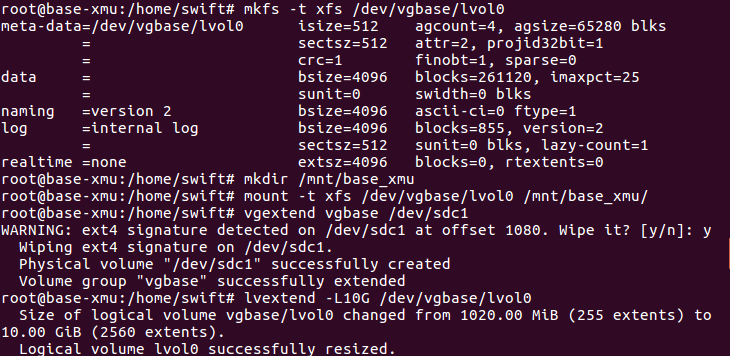 root@base-xmu:/home/swift# mkfs -t xfs /dev/vgbase/lvol0
meta-data=/dev/vgbase/lvol0      isize=512    agcount=4, agsize=65280 blks
         =                       sectsz=512   attr=2, projid32bit=1
         =                       crc=1        finobt=1, sparse=0
data     =                       bsize=4096   blocks=261120, imaxpct=25
         =                       sunit=0      swidth=0 blks
naming   =version 2              bsize=4096   ascii-ci=0 ftype=1
log      =internal log           bsize=4096   blocks=855, version=2
         =                       sectsz=512   sunit=0 blks, lazy-count=1
realtime =none                   extsz=4096   blocks=0, rtextents=0
root@base-xmu:/home/swift# mkdir /mnt/base_xmu
root@base-xmu:/home/swift# mount -t xfs /dev/vgbase/lvol0 /mnt/base_xmu/
root@base-xmu:/home/swift# vgextend vgbase /dev/sdc1
WARNING: ext4 signature detected on /dev/sdc1 at offset 1080. Wipe it? [y/n]: y
  Wiping ext4 signature on /dev/sdc1.
  Physical volume "/dev/sdc1" successfully created
  Volume group "vgbase" successfully extended
root@base-xmu:/home/swift# lvextend -L10G /dev/vgbase/lvol0
  Size of logical volume vgbase/lvol0 changed from 1020.00 MiB (255 extents) to
10.00 GiB (2560 extents).
  Logical volume lvol0 successfully resized.